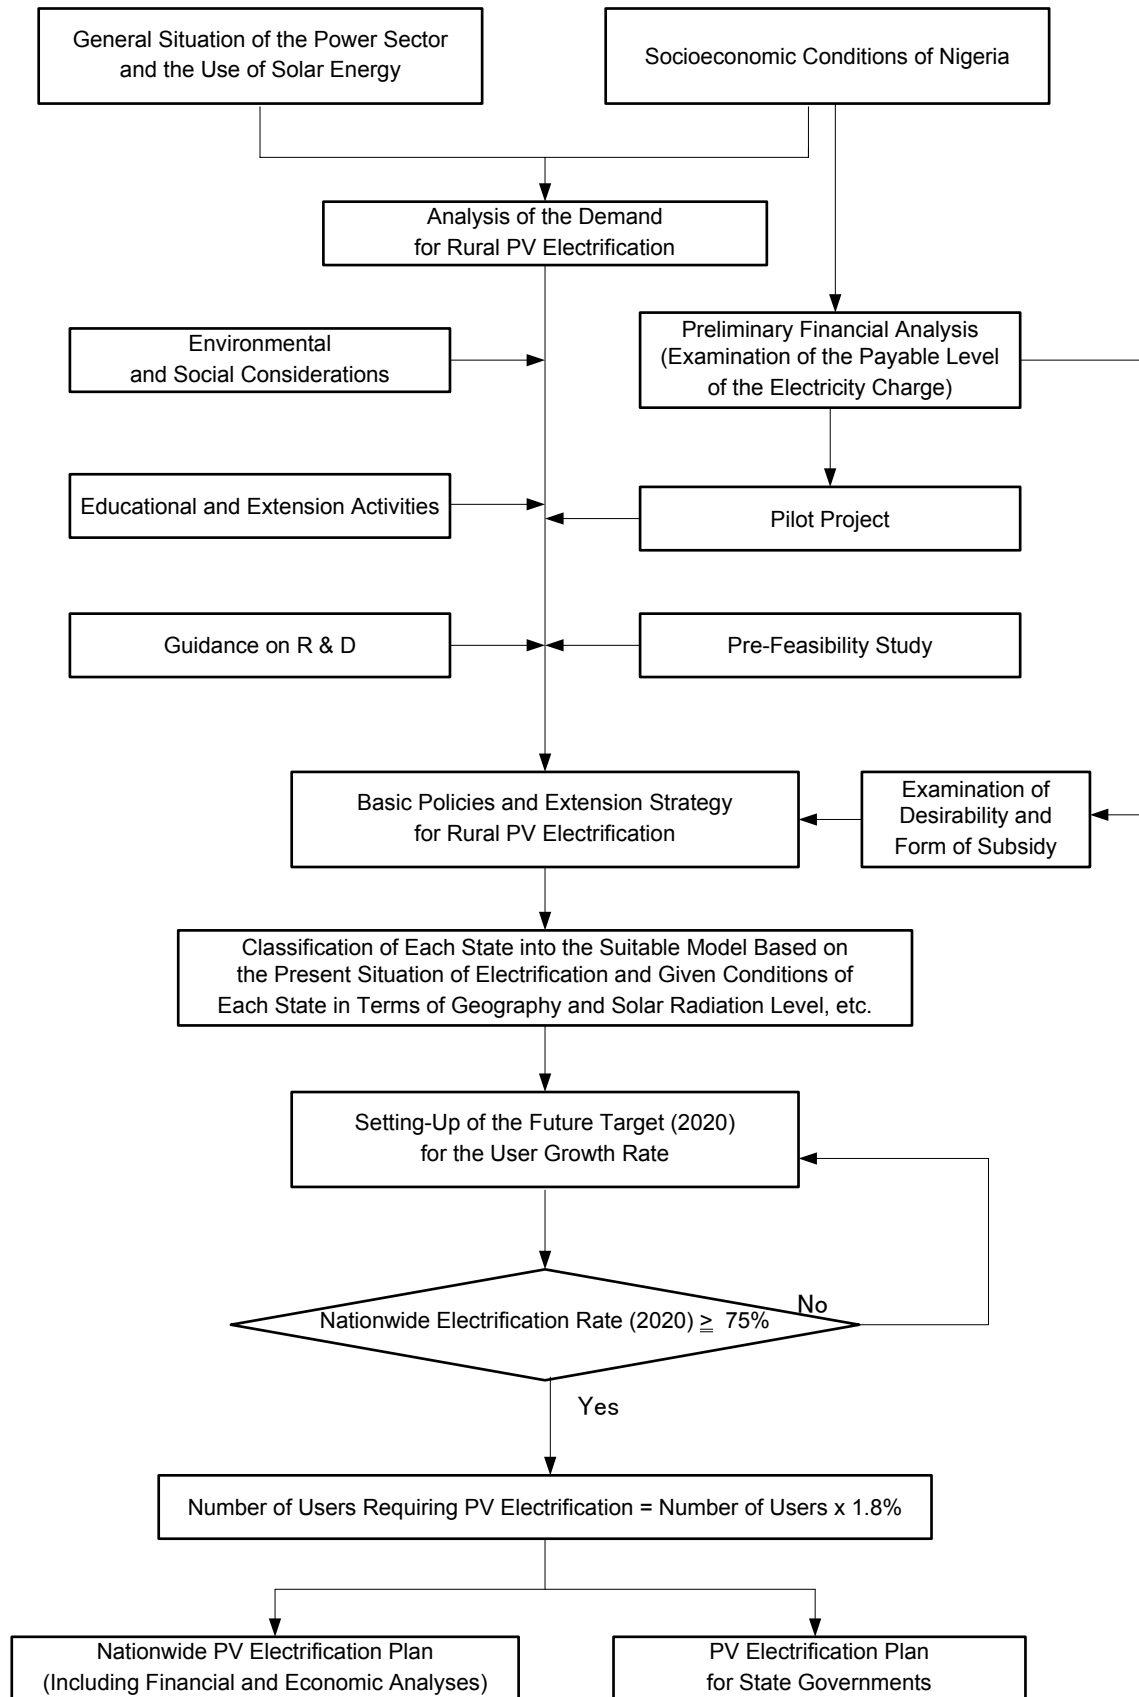 General Situation of the Power Sector
and the Use of Solar Energy
Socioeconomic Conditions of Nigeria
Analysis of the Demand
for Rural PV Electrification
Environmental
and Social Considerations
Preliminary Financial Analysis
(Examination of the Payable Level
of the Electricity Charge)
Educational and Extension Activities
Pilot Project
Guidance on R & D
Pre-Feasibility Study
Basic Policies and Extension Strategy
for Rural PV Electrification
Examination of
Desirability and
Form of Subsidy
Classification of Each State into the Suitable Model Based on
the Present Situation of Electrification and Given Conditions of
Each State in Terms of Geography and Solar Radiation Level, etc.
Setting-Up of the Future Target (2020)
for the User Growth Rate
Nationwide Electrification Rate (2020) ≧ 75%
No
Yes
Number of Users Requiring PV Electrification = Number of Users x 1.8%
Nationwide PV Electrification Plan
(Including Financial and Economic Analyses)
PV Electrification Plan
for State Governments